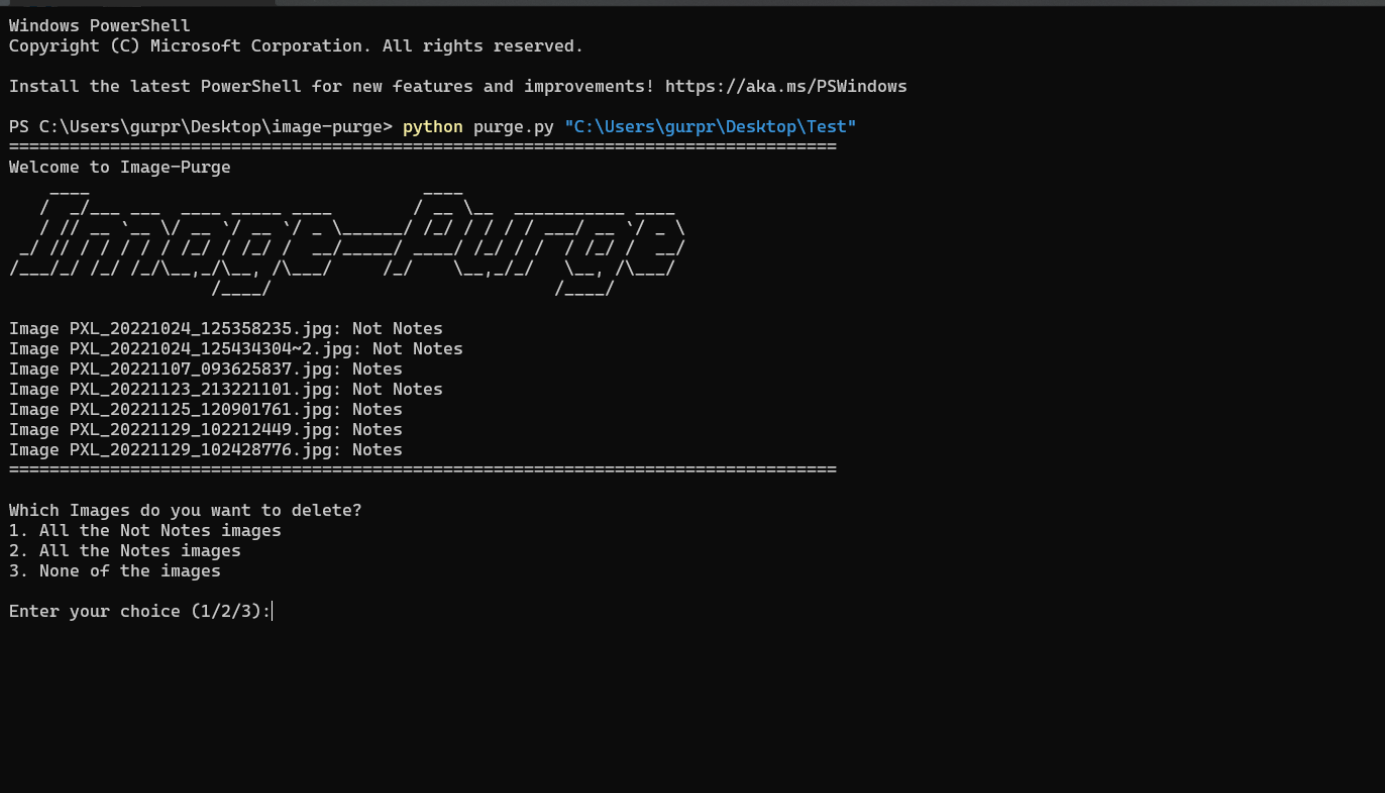 Windows PowerShell
Copyright (C) Microsoft Corporation. All rights reserved.
Install the latest PowerShell for new features and improvements! https://aka.ms/PSWindows
PS C:\Users\gurpr\Desktop\image-purge> python purge.py "C:\Users\gurpr\Desktop\Test"
==================================================================================
Welcome to Image-Purge
Image-Purge
Image PXL_20221024_125358235.jpg: Not Notes
Image PXL_20221024_125434304~2.jpg: Not Notes
Image PXL_20221107_093625837.jpg: Notes
Image PXL_20221123_213221101.jpg: Not Notes
Image PXL_20221125_120901761.jpg: Notes
Image PXL_20221129_102212449.jpg: Notes
Image PXL_20221129_102428776.jpg: Notes
==================================================================================
Which Images do you want to delete?
1. All the Not Notes images
2. All the Notes images
3. None of the images
Enter your choice (1/2/3):